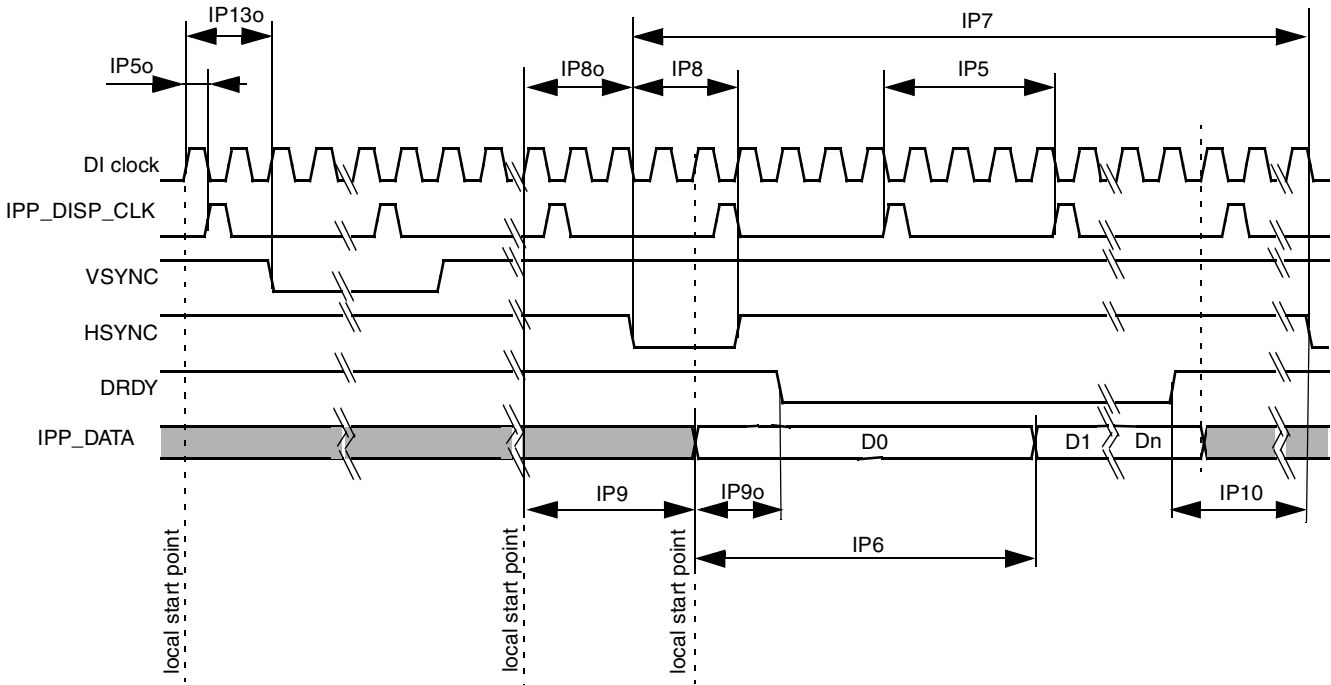 IP13o
IP7
IP5o
IP8o
IP8
IP5
DI clock
IPP_DISP_CLK
VSYNC
HSYNC
DRDY
IPP_DATA
D0
D1
Dn
IP9
IP9o
IP10
IP6
local start point
local start point
local start point